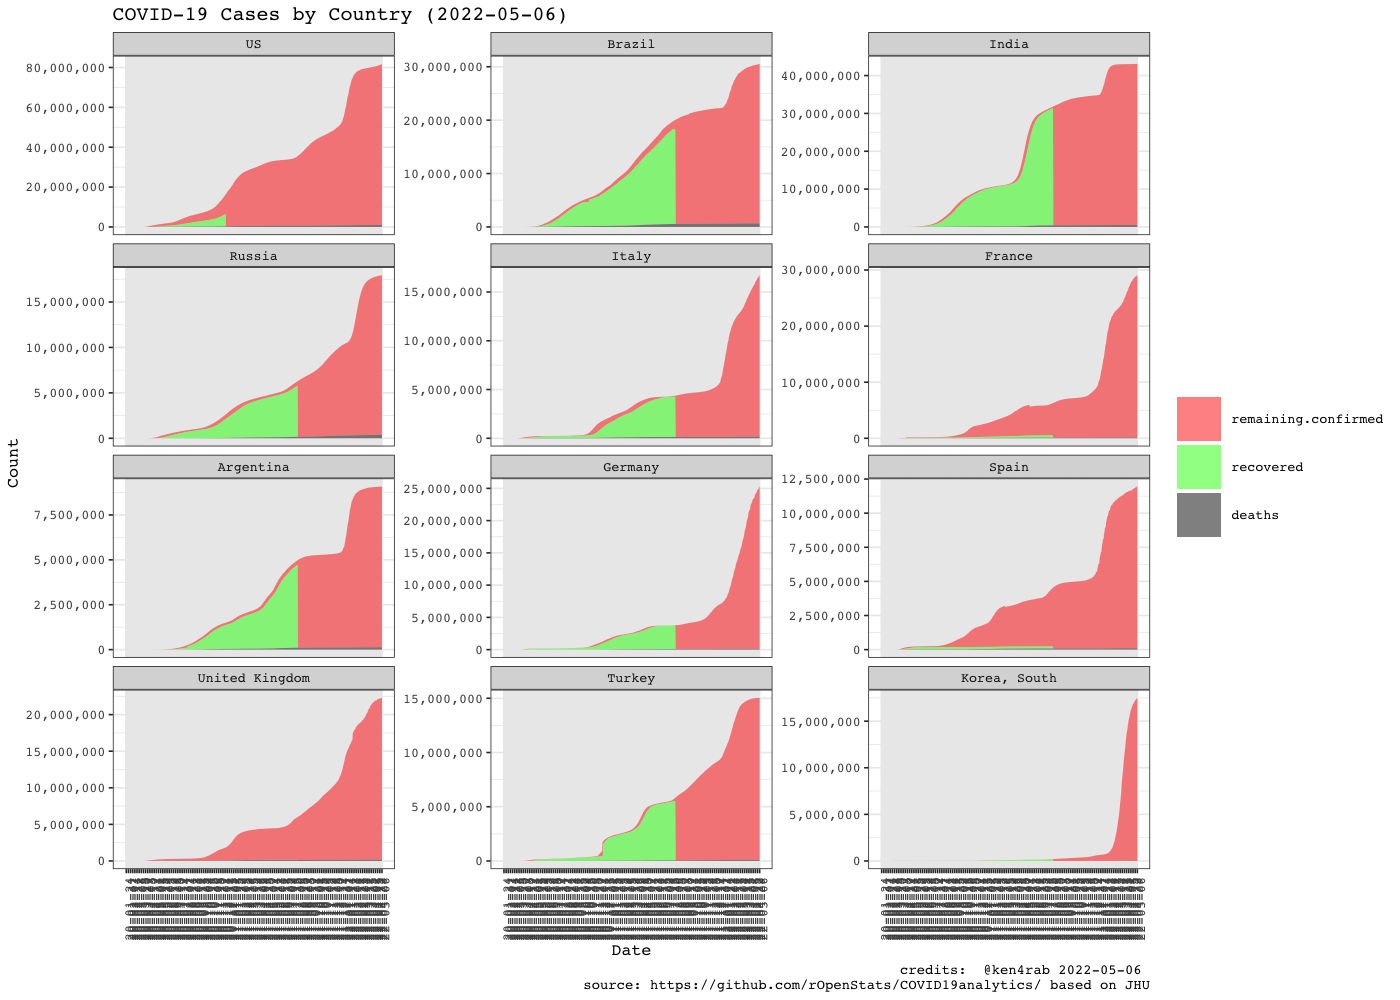 COVID-19 Cases by Country (2022-05-06)
US
80,000,000
60,000,000
40,000,000
20,000,000
0
Brazil
30,000,000
20,000,000
10,000,000
0
India
40,000,000
30,000,000
20,000,000
10,000,000
0
Russia
15,000,000
10,000,000
5,000,000
0
Italy
15,000,000
10,000,000
5,000,000
0
France
30,000,000
20,000,000
10,000,000
0
Argentina
7,500,000
5,000,000
2,500,000
0
Germany
25,000,000
20,000,000
15,000,000
10,000,000
5,000,000
0
Spain
12,500,000
10,000,000
7,500,000
5,000,000
2,500,000
0
United Kingdom
20,000,000
15,000,000
10,000,000
5,000,000
0
Turkey
15,000,000
10,000,000
5,000,000
0
Korea, South
15,000,000
10,000,000
5,000,000
0
Count
Date
remaining.confirmed
recovered
deaths
credits: @ken4rab 2022-05-06
source: https://github.com/rOpenStats/COVID19analytics/ based on JHU